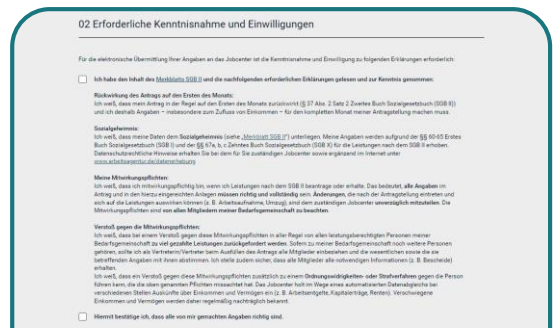 02 Erforderliche Kenntnisnahme und Einwilligungen
Für die elektronische Übermittlung Ihrer Angaben an das Jobcenter ist die Kenntnisnahme und Einwilligung zu folgenden Erklärungen erforderlich:
Ich habe den Inhalt des Merkblatts SGB II und die nachfolgenden erforderlichen Erklärungen gelesen und zur Kenntnis genommen.
Rückwirkung des Antrags auf den Ersten des Monats:
Ich weiß, dass mein Antrag in der Regel auf den Ersten des Monats zurückwirkt (§ 37 Abs. 2 Satz 2 Zweites Buch Sozialgesetzbuch (SGB II))
und ich deshalb Angaben – insbesondere zum Zufluss von Einkommen – für den kompletten Monat meiner Antragstellung machen muss.
Sozialgeheimnis:
Ich weiß, dass meine Daten dem Sozialgeheimnis (siehe „Merkblatt SGB II“) unterliegen. Meine Angaben werden aufgrund der §§ 60-65 Erstes
Buch Sozialgesetzbuch (SGB I) und der §§ 67a, b, c Zehntes Buch Sozialgesetzbuch (SGB X) für die Leistungen nach dem SGB II erhoben.
Datenschutzrechtliche Hinweise erhalten Sie bei dem für Sie zuständigen Jobcenter sowie ergänzend im Internet unter
www.arbeitsagentur.de/datenerhebung
Meine Mitwirkungspflichten:
Ich weiß, dass ich mitwirkungspflichtig bin, wenn ich Leistungen nach dem SGB II beantrage oder erhalte. Das bedeutet, alle Angaben im
Antrag und in den hierzu eingereichten Anlagen müssen richtig und vollständig sein. Änderungen, die nach der Antragstellung eintreten und
sich auf die Leistungen auswirken können (z. B. Arbeitsaufnahme, Umzug), sind dem zuständigen Jobcenter unverzüglich mitzuteilen. Die
Mitwirkungspflichten sind von allen Mitgliedern meiner Bedarfsgemeinschaft zu beachten.
Verstoß gegen die Mitwirkungspflichten:
Ich weiß, dass bei einem Verstoß gegen diese Mitwirkungspflichten in aller Regel von allen leistungsberechtigten Personen meiner
Bedarfsgemeinschaft zu viel gezahlte Leistungen zurückgefordert werden. Sofern zu meiner Bedarfsgemeinschaft noch weitere Personen
gehören, sollte ich als Vertreterin/Vertreter beim Ausfüllen des Antrags alle Mitglieder einbeziehen und die wesentlichen sowie die sie
betreffenden Angaben mit ihnen abstimmen. Ich stelle zudem sicher, dass alle Mitglieder alle notwendigen Informationen (z. B. Bescheide)
erhalten.
Ich weiß, dass ein Verstoß gegen diese Mitwirkungspflichten zusätzlich zu einem Ordnungswidrigkeiten- oder Strafverfahren gegen die Person
führen kann, die die oben genannten Pflichten missachtet hat. Das Jobcenter holt im Wege eines automatisierten Datenabgleichs bei
verschiedenen Stellen Auskünfte über Einkommen und Vermögen ein (z. B. Arbeitsentgelte, Kapitalerträge, Renten). Verschwiegene
Einkommen und Vermögen werden daher regelmäßig nachträglich bekannt.
Hiermit bestätige ich, dass alle von mir gemachten Angaben richtig sind.